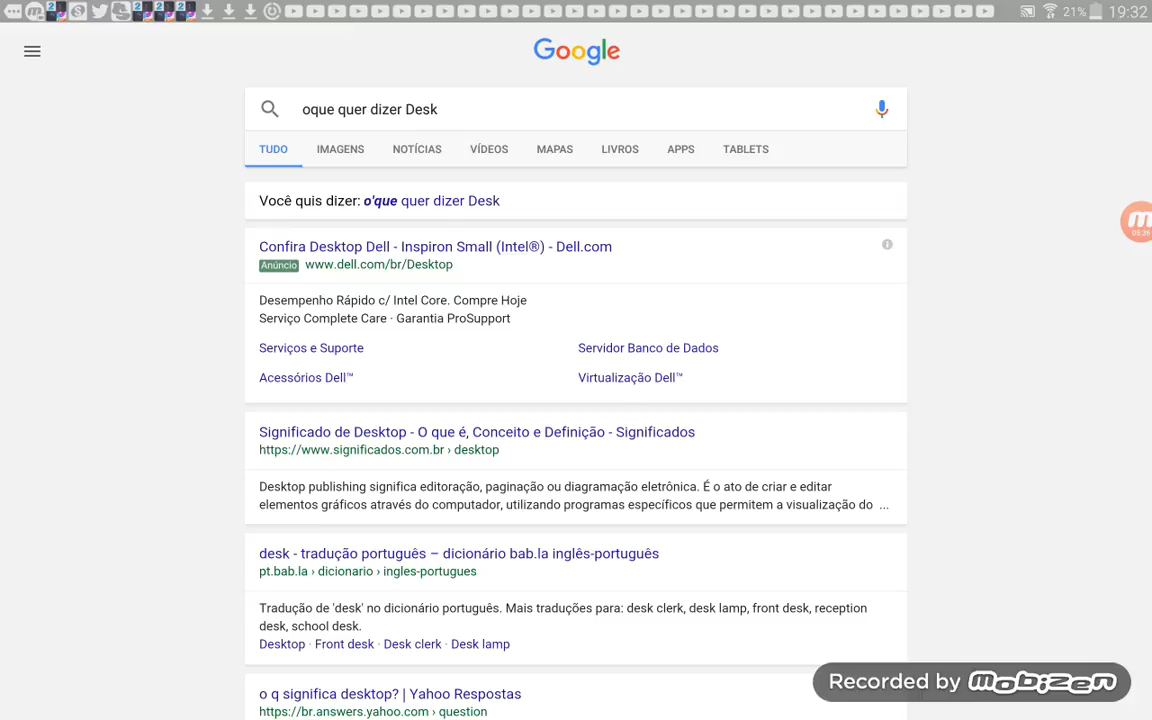 21% 19:32
Google
oque quer dizer Desk
TUDO IMAGENS NOTÍCIAS VÍDEOS MAPAS LIVROS APPS TABLETS
Você quis dizer: o'que quer dizer Desk
Confira Desktop Dell - Inspiron Small (Intel®) - Dell.com
Anúncio www.dell.com/br/Desktop
Desempenho Rápido c/ Intel Core. Compre Hoje
Serviço Complete Care · Garantia ProSupport
Serviços e Suporte Servidor Banco de Dados
Acessórios Dell™ Virtualização Dell™
Significado de Desktop - O que é, Conceito e Definição - Significados
https://www.significados.com.br › desktop
Desktop publishing significa editoração, paginação ou diagramação eletrônica. É o ato de criar e editar
elementos gráficos através do computador, utilizando programas específicos que permitem a visualização do ...
desk - tradução português – dicionário bab.la inglês-português
pt.bab.la › dicionario › ingles-portugues
Tradução de 'desk' no dicionário português. Mais traduções para: desk clerk, desk lamp, front desk, reception
desk, school desk.
Desktop · Front desk · Desk clerk · Desk lamp
o q significa desktop? | Yahoo Respostas
https://br.answers.yahoo.com › question
Recorded by mobizen